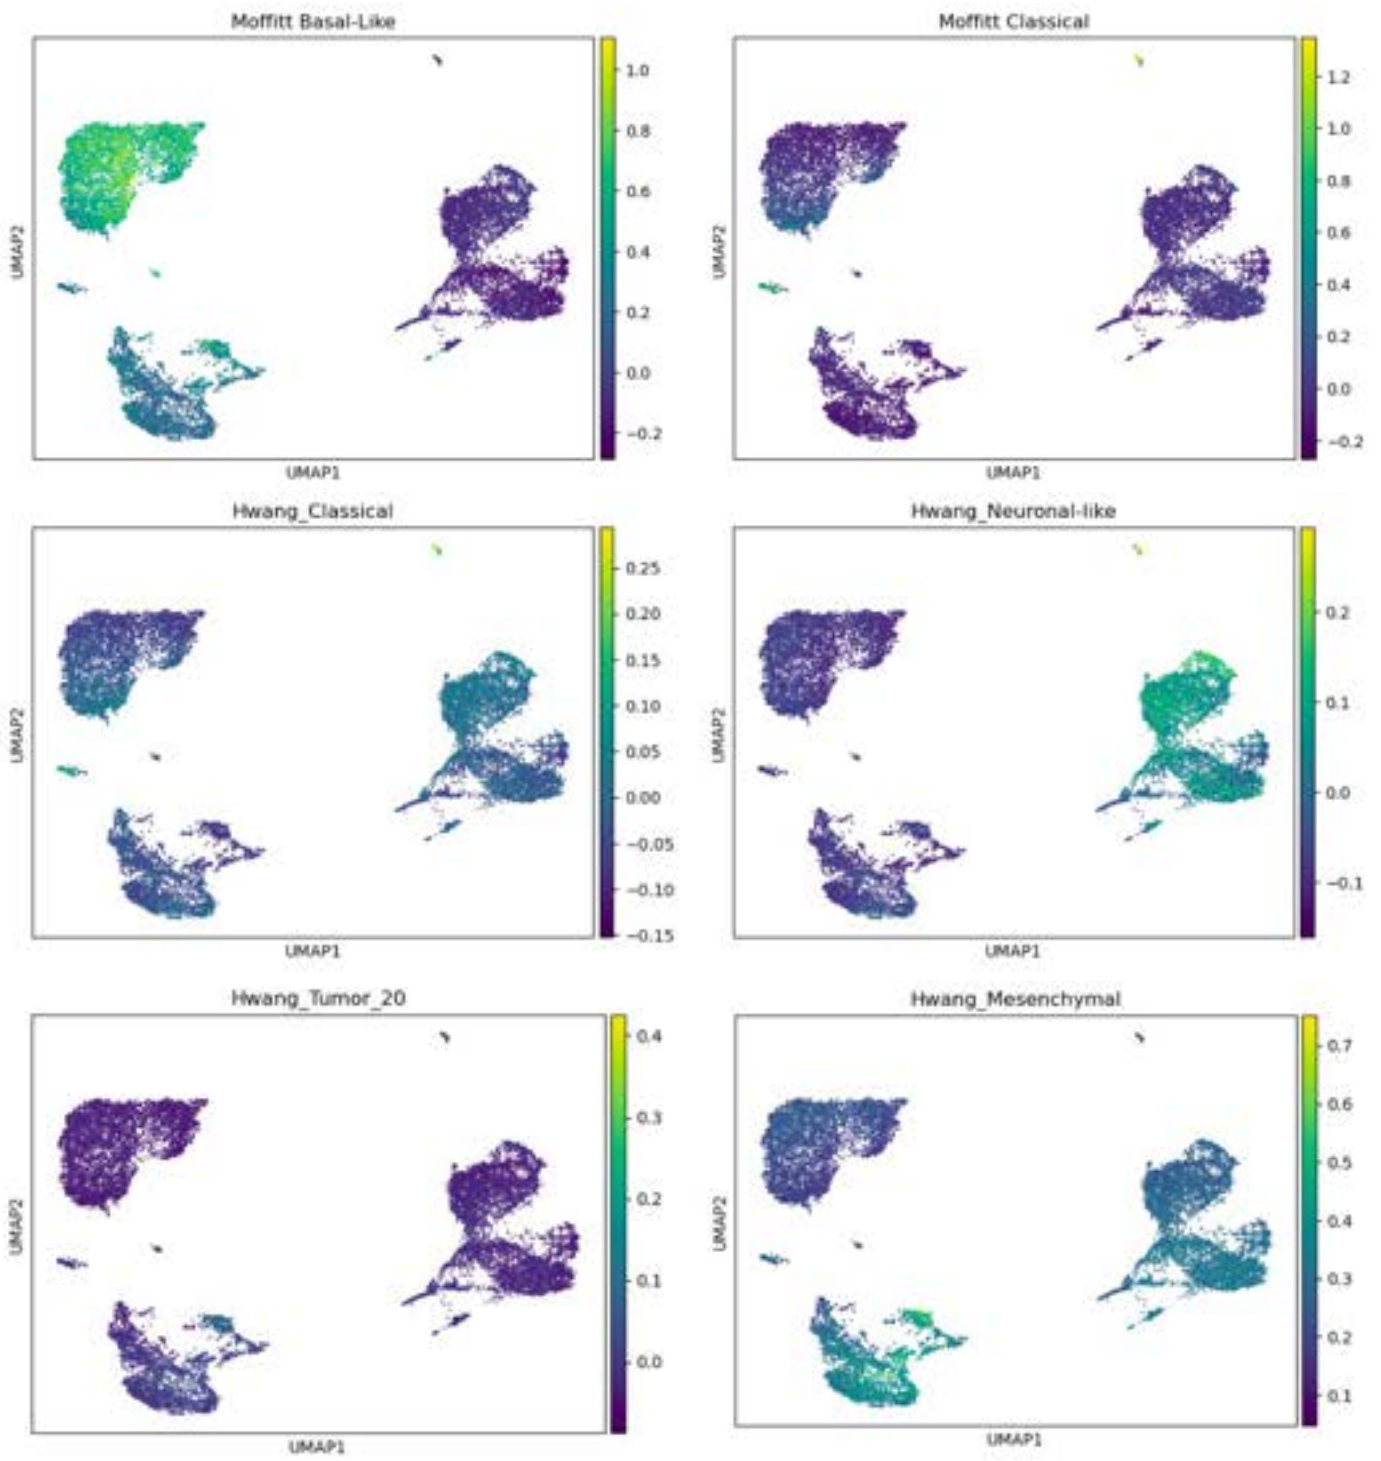 Moffitt Basal-Like
1.0
0.8
0.6
0.4
0.2
0.0
−0.2
UMAP2
UMAP1
Moffitt Classical
1.2
1.0
0.8
0.6
0.4
0.2
0.0
−0.2
UMAP2
UMAP1
Hwang_Classical
0.25
0.20
0.15
0.10
0.05
0.00
−0.05
−0.10
−0.15
UMAP2
UMAP1
Hwang_Neuronal-like
0.2
0.1
0.0
−0.1
UMAP2
UMAP1
Hwang_Tumor_20
0.4
0.3
0.2
0.1
0.0
UMAP2
UMAP1
Hwang_Mesenchymal
0.7
0.6
0.5
0.4
0.3
0.2
0.1
UMAP2
UMAP1